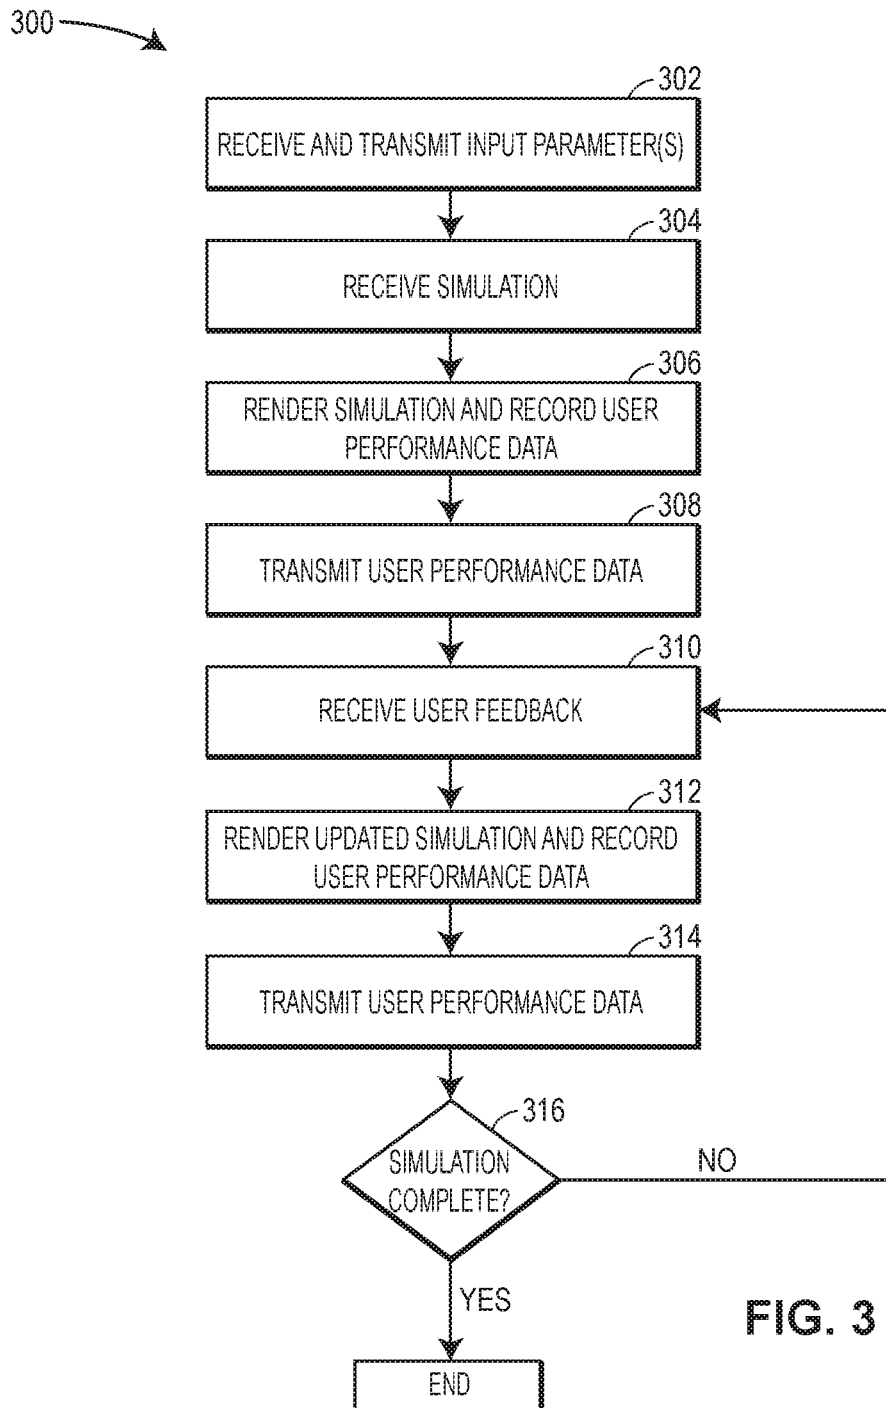 300
302
RECEIVE AND TRANSMIT INPUT PARAMETER(S)
304
RECEIVE SIMULATION
306
RENDER SIMULATION AND RECORD USER
PERFORMANCE DATA
308
TRANSMIT USER PERFORMANCE DATA
310
RECEIVE USER FEEDBACK
312
RENDER UPDATED SIMULATION AND RECORD
USER PERFORMANCE DATA
314
TRANSMIT USER PERFORMANCE DATA
316
SIMULATION
COMPLETE?
NO
YES
FIG. 3
END